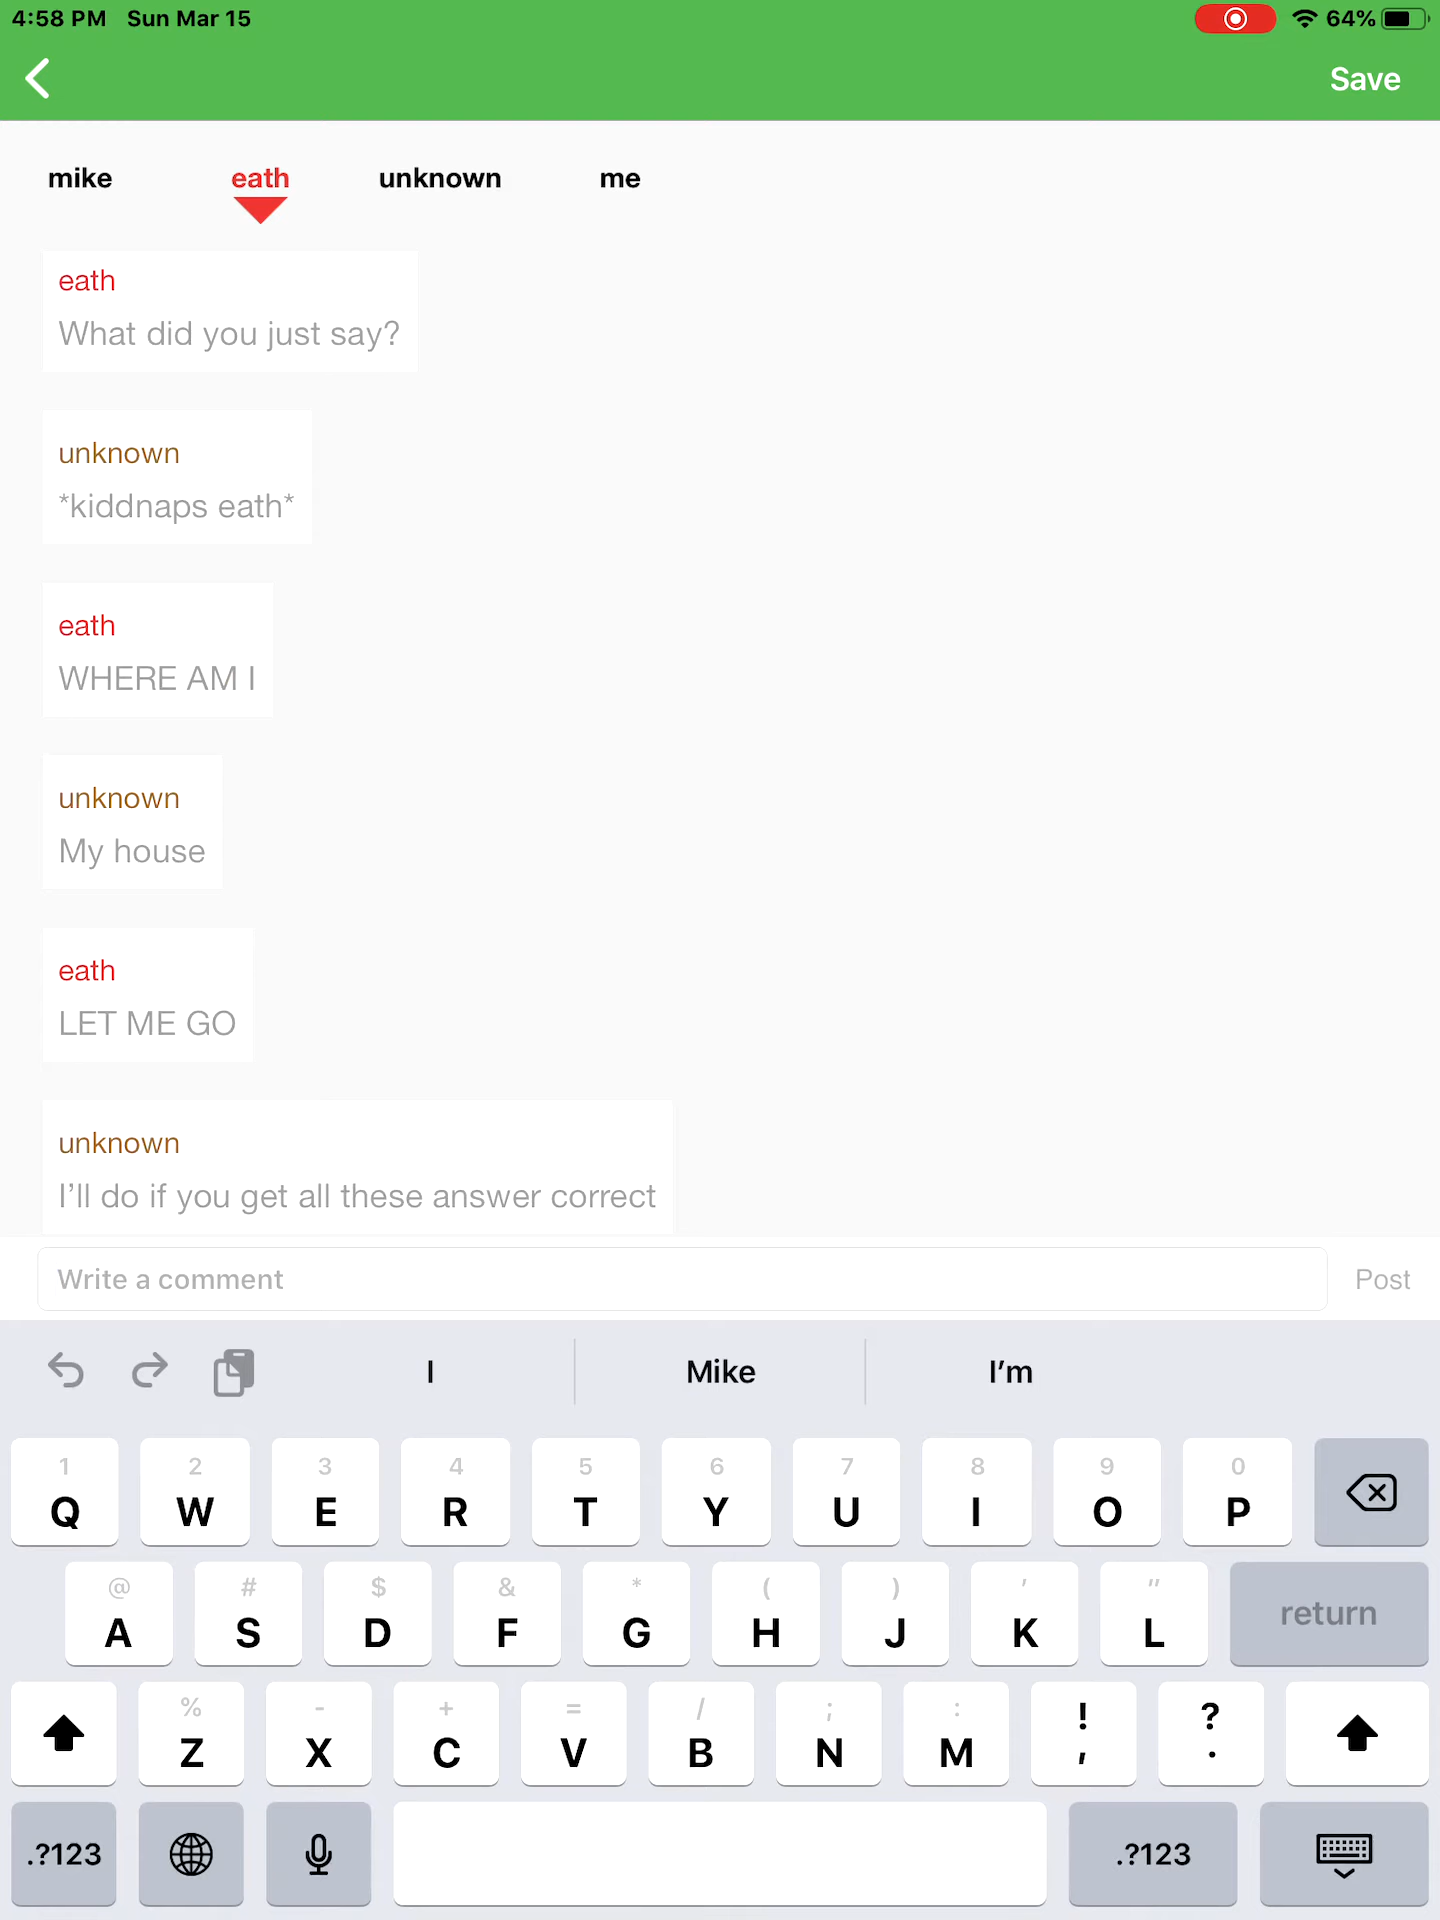 4:58 PM Sun Mar 15 64%
Save
mike eath unknown me
eath
What did you just say?
unknown
*kiddnaps eath*
eath
WHERE AM I
unknown
My house
eath
LET ME GO
unknown
I’ll do if you get all these answer correct
Write a comment Post
I Mike I’m
1 2 3 4 5 6 7 8 9 0
Q W E R T Y U I O P
@ # $ & * ( ) ' "
A S D F G H J K L return
% - + = / ; : ! ?
Z X C V B N M , .
.?123 .?123